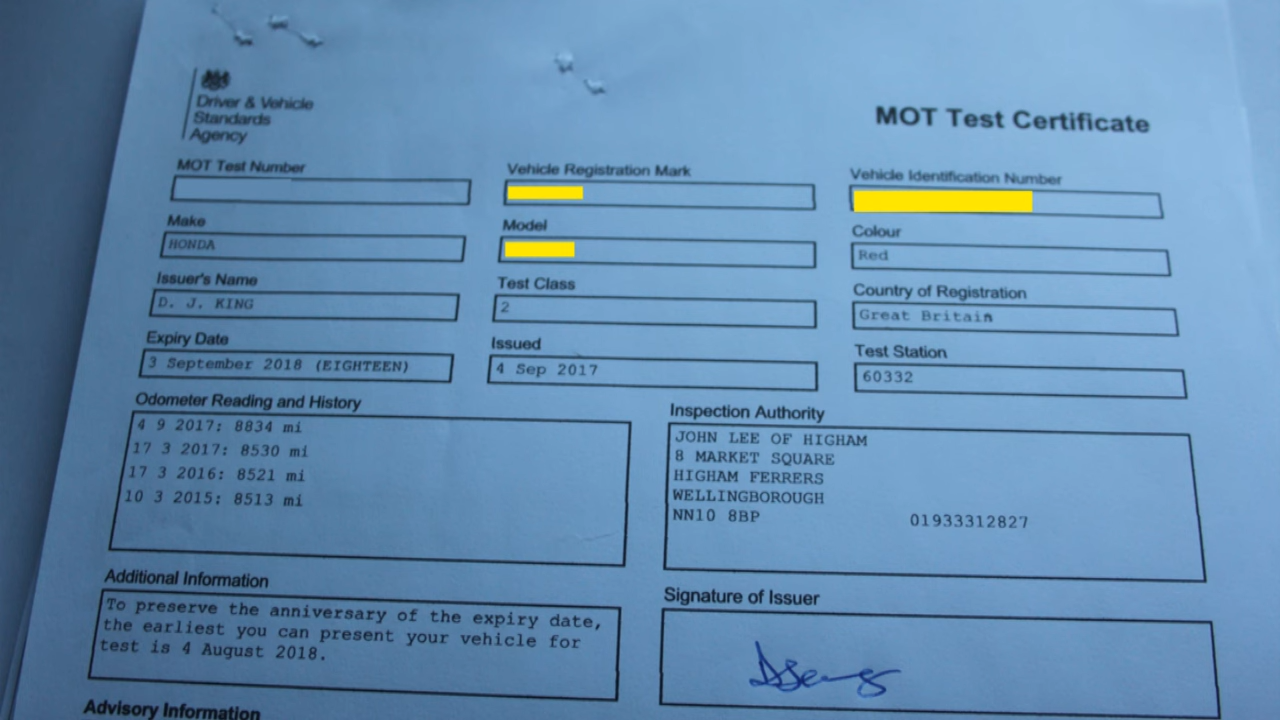 Driver & Vehicle
Standards
Agency
MOT Test Certificate
MOT Test Number
Vehicle Registration Mark
Vehicle Identification Number
Make
HONDA
Model
Colour
Red
Issuer's Name
D. J. KING
Test Class
2
Country of Registration
Great Britain
Expiry Date
3 September 2018 (EIGHTEEN)
Issued
4 Sep 2017
Test Station
60332
Odometer Reading and History
4 9 2017: 8834 mi
17 3 2017: 8530 mi
17 3 2016: 8521 mi
10 3 2015: 8513 mi
Inspection Authority
JOHN LEE OF HIGHAM
8 MARKET SQUARE
HIGHAM FERRERS
WELLINGBOROUGH
NN10 8BP 01933312827
Additional Information
To preserve the anniversary of the expiry date,
the earliest you can present your vehicle for
test is 4 August 2018.
Signature of Issuer
Advisory Information